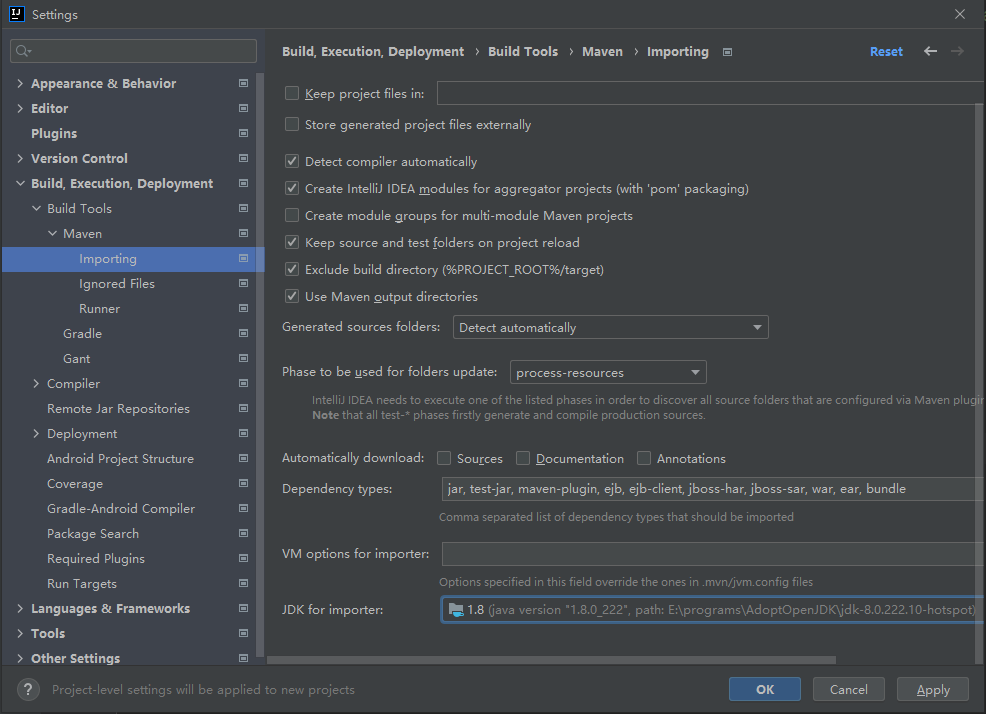 Settings
Build, Execution, Deployment › Build Tools › Maven › Importing
Reset
Appearance & Behavior
Editor
Plugins
Version Control
Build, Execution, Deployment
Build Tools
Maven
Importing
Ignored Files
Runner
Gradle
Gant
Compiler
Remote Jar Repositories
Deployment
Android Project Structure
Coverage
Gradle-Android Compiler
Package Search
Required Plugins
Run Targets
Languages & Frameworks
Tools
Other Settings
Keep project files in:
Store generated project files externally
Detect compiler automatically
Create IntelliJ IDEA modules for aggregator projects (with 'pom' packaging)
Create module groups for multi-module Maven projects
Keep source and test folders on project reload
Exclude build directory (%PROJECT_ROOT%/target)
Use Maven output directories
Generated sources folders: Detect automatically
Phase to be used for folders update: process-resources
IntelliJ IDEA needs to execute one of the listed phases in order to discover all source folders that are configured via Maven plugin
Note that all test-* phases firstly generate and compile production sources.
Automatically download: Sources Documentation Annotations
Dependency types: jar, test-jar, maven-plugin, ejb, ejb-client, jboss-har, jboss-sar, war, ear, bundle
Comma separated list of dependency types that should be imported
VM options for importer:
Options specified in this field override the ones in .mvn/jvm.config files
JDK for importer: 1.8 (java version "1.8.0_222", path: E:\programs\AdoptOpenJDK\jdk-8.0.222.10-hotspot)
? Project-level settings will be applied to new projects
OK Cancel Apply